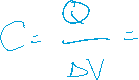 C = Q / ΔV =